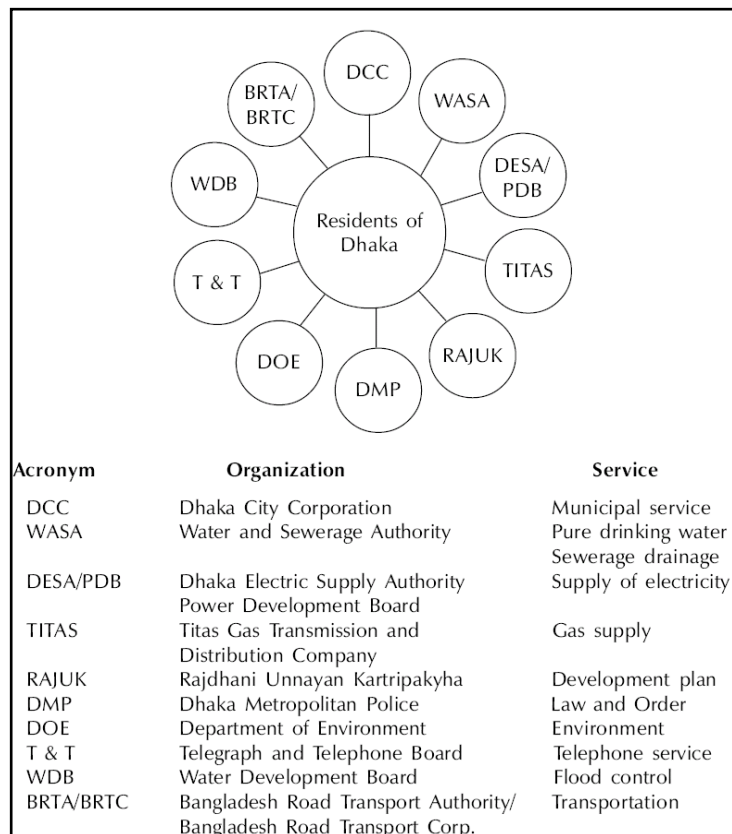 DCC
WASA
BRTA/
BRTC
DESA/
PDB
WDB
Residents of
Dhaka
TITAS
T & T
RAJUK
DOE
DMP
Acronym Organization Service
DCC Dhaka City Corporation Municipal service
WASA Water and Sewerage Authority Pure drinking water
Sewerage drainage
DESA/PDB Dhaka Electric Supply Authority Supply of electricity
Power Development Board
TITAS Titas Gas Transmission and Gas supply
Distribution Company
RAJUK Rajdhani Unnayan Kartripakyha Development plan
DMP Dhaka Metropolitan Police Law and Order
DOE Department of Environment Environment
T & T Telegraph and Telephone Board Telephone service
WDB Water Development Board Flood control
BRTA/BRTC Bangladesh Road Transport Authority/ Transportation
Bangladesh Road Transport Corp.